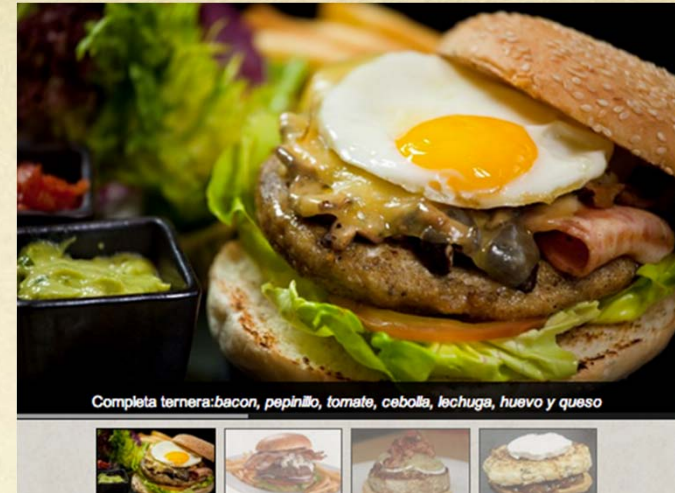 Completa ternera:bacon, pepinillo, tomate, cebolla, lechuga, huevo y queso